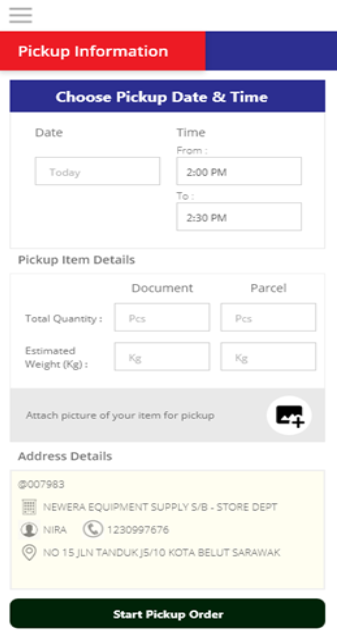 Pickup Information
Choose Pickup Date & Time
Date
Time
From :
Today
2:00 PM
To :
2:30 PM
Pickup Item Details
Document Parcel
Total Quantity : Pcs Pcs
Estimated
Weight (Kg) : Kg Kg
Attach picture of your item for pickup
Address Details
@007983
NEWERA EQUIPMENT SUPPLY S/B - STORE DEPT
NIRA 1230997676
NO 15 JLN TANDUK J5/10 KOTA BELUT SARAWAK
Start Pickup Order